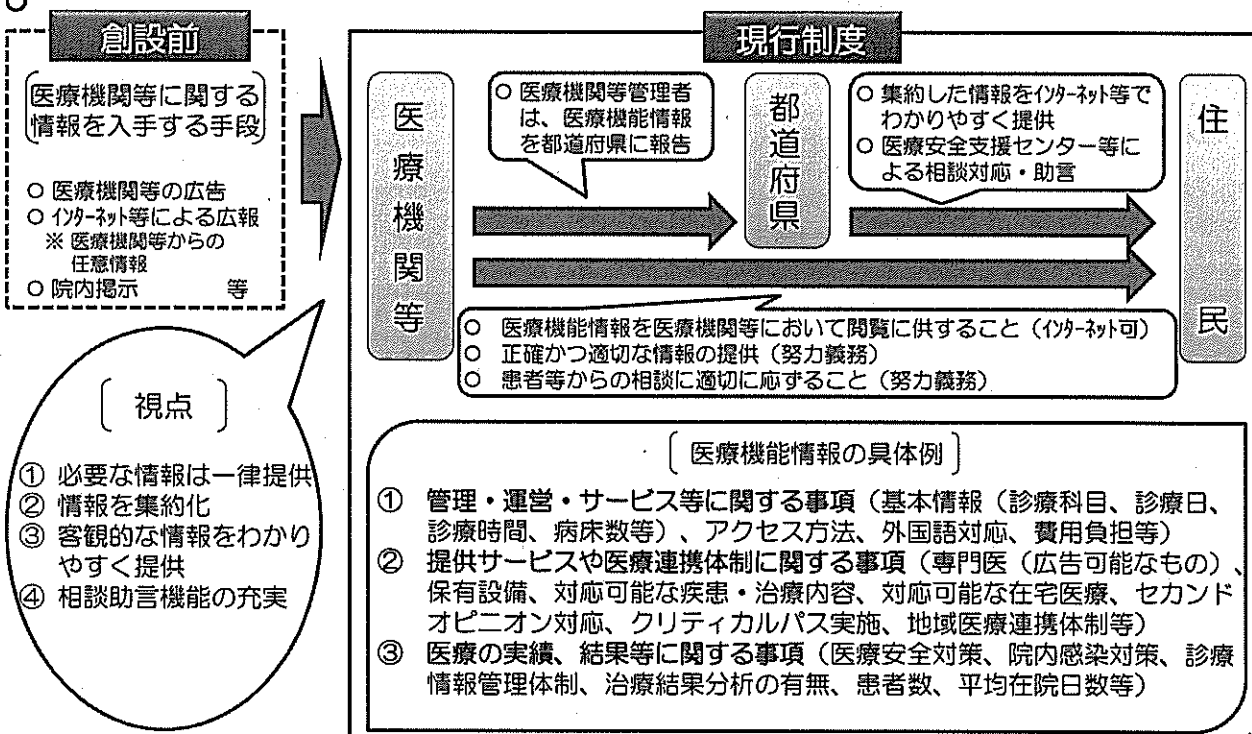 創設前
医療機関等に関する
情報を入手する手段
○ 医療機関等の広告
○ インターネット等による広報
※ 医療機関等からの
任意情報
○ 院内掲示 等
視点
① 必要な情報は一律提供
② 情報を集約化
③ 客観的な情報をわかり
やすく提供
④ 相談助言機能の充実
現行制度
医療機関等
○ 医療機関等管理者
は、医療機能情報
を都道府県に報告
都道府県
○ 集約した情報をインターネット等で
わかりやすく提供
○ 医療安全支援センター等に
よる相談対応・助言
住民
○ 医療機能情報を医療機関等において閲覧に供すること（インターネット可）
○ 正確かつ適切な情報の提供（努力義務）
○ 患者等からの相談に適切に応ずること（努力義務）
医療機能情報の具体例
① 管理・運営・サービス等に関する事項（基本情報（診療科目、診療日、
診療時間、病床数等）、アクセス方法、外国語対応、費用負担等）
② 提供サービスや医療連携体制に関する事項（専門医（広告可能なもの）、
保有設備、対応可能な疾患・治療内容、対応可能な在宅医療、セカンド
オピニオン対応、クリティカルパス実施、地域医療連携体制等）
③ 医療の実績、結果等に関する事項（医療安全対策、院内感染対策、診療
情報管理体制、治療結果分析の有無、患者数、平均在院日数等）